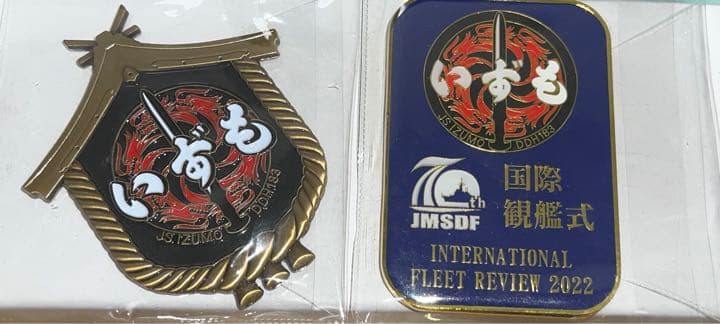 いずも
JS.IZUMO DDH183
いずも
JS.IZUMO DDH183
70th
JMSDF
国際
観艦式
INTERNATIONAL
FLEET REVIEW 2022